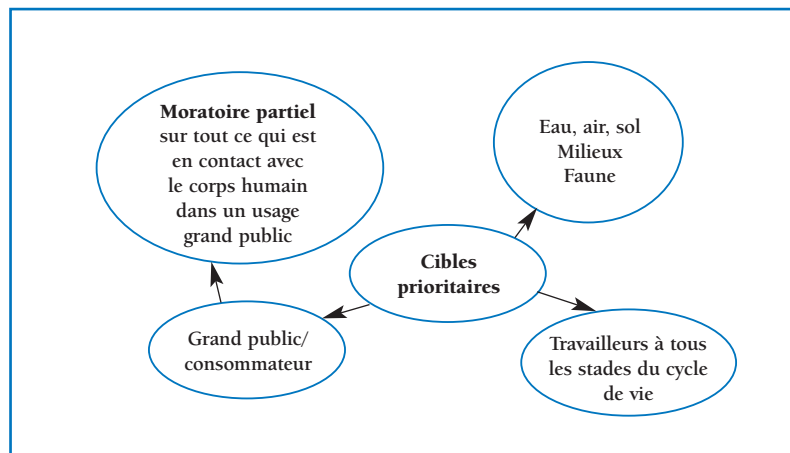 Moratoire partiel
sur tout ce qui est
en contact avec
le corps humain
dans un usage
grand public
Eau, air, sol
Milieux
Faune
Cibles
prioritaires
Grand public/
consommateur
Travailleurs à tous
les stades du cycle
de vie